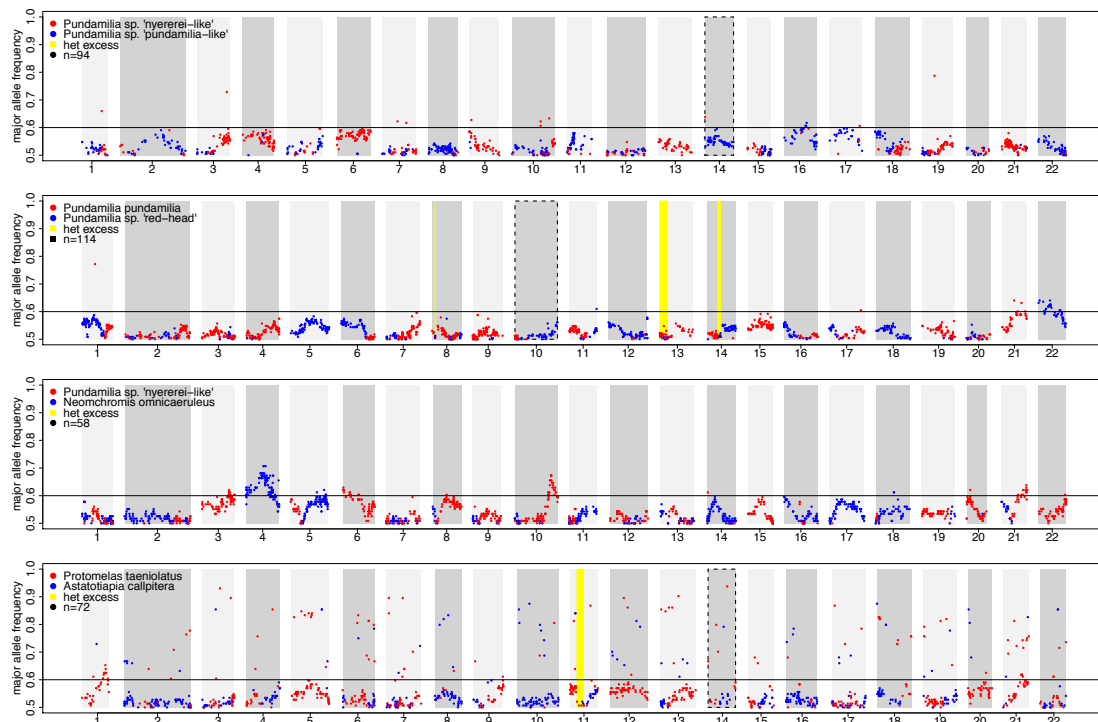 major allele frequency
1.0
0.9
0.8
0.7
0.6
0.5
Pundamilia sp. 'nyererei-like'
Pundamilia sp. 'pundamilia-like'
het excess
n=94
1 2 3 4 5 6 7 8 9 10 11 12 13 14 15 16 17 18 19 20 21 22
major allele frequency
1.0
0.9
0.8
0.7
0.6
0.5
Pundamilia pundamilia
Pundamilia sp. 'red-head'
het excess
n=114
1 2 3 4 5 6 7 8 9 10 11 12 13 14 15 16 17 18 19 20 21 22
major allele frequency
1.0
0.9
0.8
0.7
0.6
0.5
Pundamilia sp. 'nyererei-like'
Neomchromis omnicaeruleus
het excess
n=58
1 2 3 4 5 6 7 8 9 10 11 12 13 14 15 16 17 18 19 20 21 22
major allele frequency
1.0
0.9
0.8
0.7
0.6
0.5
Protomelas taeniolatus
Astatotiapia callpitera
het excess
n=72
1 2 3 4 5 6 7 8 9 10 11 12 13 14 15 16 17 18 19 20 21 22